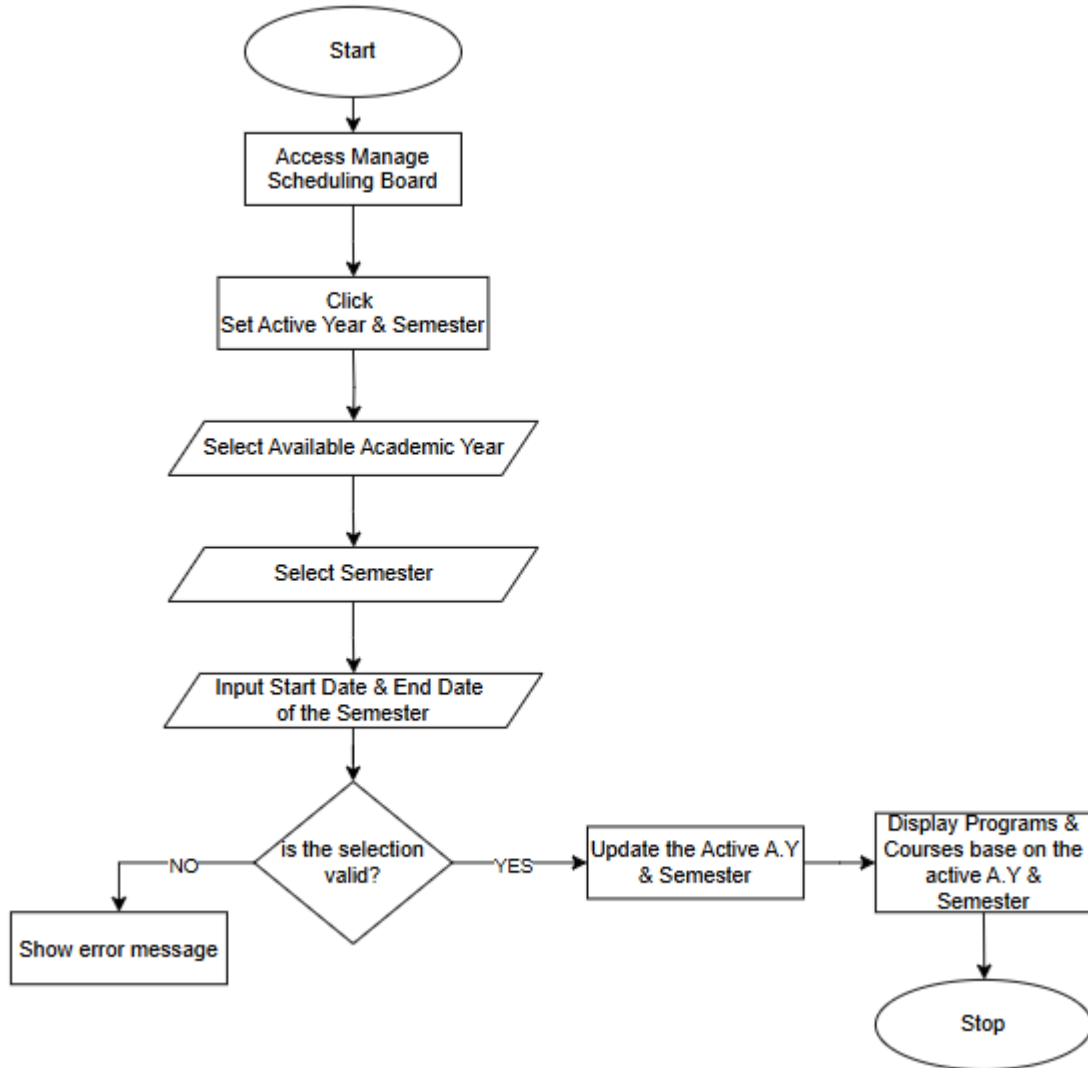 Start
Access Manage
Scheduling Board
Click
Set Active Year & Semester
Select Available Academic Year
Select Semester
Input Start Date & End Date
of the Semester
is the selection
valid?
NO
YES
Show error message
Update the Active A.Y
& Semester
Display Programs &
Courses base on the
active A.Y &
Semester
Stop